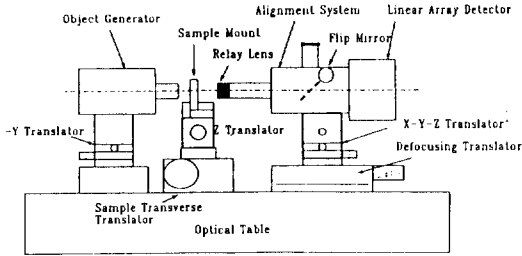 Alignment System
Linear Array Detector
Object Generator
Sample Mount
Flip Mirror
Relay Lens
-Y Translator
Z Translator
X-Y-Z Translator
Defocusing Translator
Sample Transverse
Translator
Optical Table